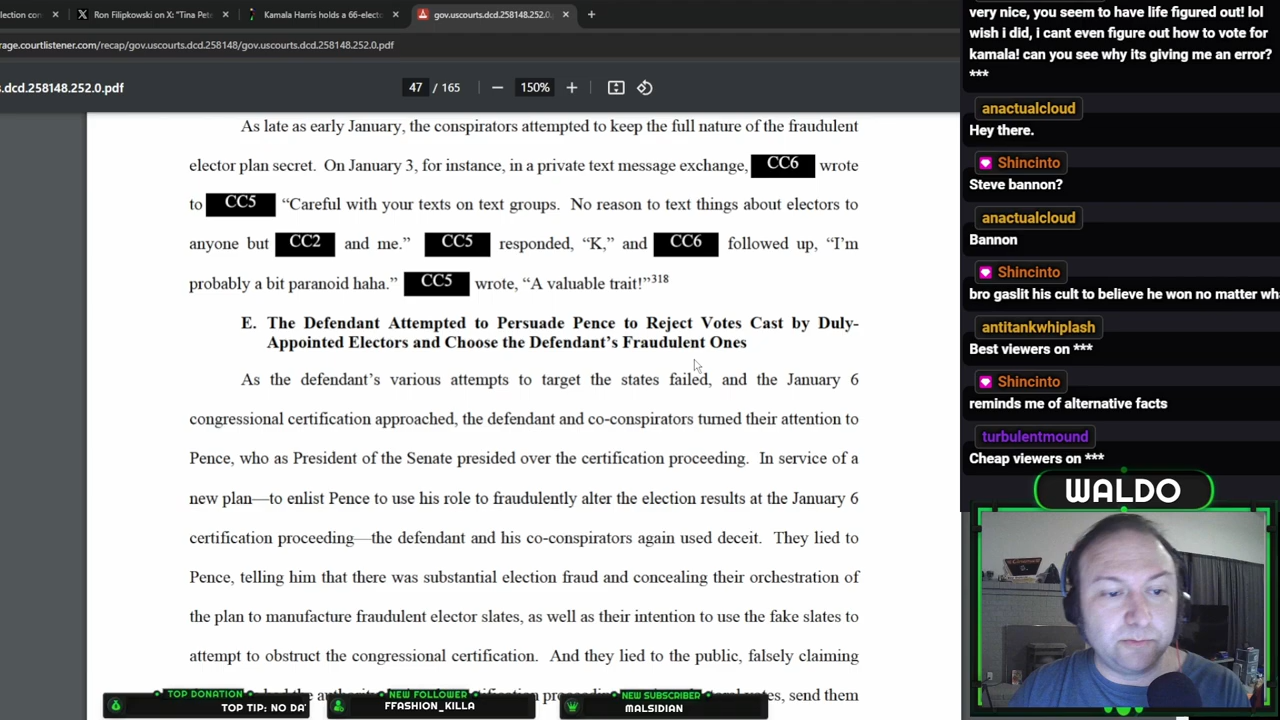 lection con
Ron Filipkowski on X: "Tina Pet
Kamala Harris holds a 66-elect
gov.uscourts.dcd.258148.252.0.
rage.courtlistener.com/recap/gov.uscourts.dcd.258148/gov.uscourts.dcd.258148.252.0.pdf
s.dcd.258148.252.0.pdf
47 / 165
150%
As late as early January, the conspirators attempted to keep the full nature of the fraudulent
elector plan secret. On January 3, for instance, in a private text message exchange, CC6 wrote
to CC5 “Careful with your texts on text groups. No reason to text things about electors to
anyone but CC2 and me.” CC5 responded, “K,” and CC6 followed up, “I’m
probably a bit paranoid haha.” CC5 wrote, “A valuable trait!”318
E. The Defendant Attempted to Persuade Pence to Reject Votes Cast by Duly-
Appointed Electors and Choose the Defendant’s Fraudulent Ones
As the defendant’s various attempts to target the states failed, and the January 6
congressional certification approached, the defendant and co-conspirators turned their attention to
Pence, who as President of the Senate presided over the certification proceeding. In service of a
new plan—to enlist Pence to use his role to fraudulently alter the election results at the January 6
certification proceeding—the defendant and his co-conspirators again used deceit. They lied to
Pence, telling him that there was substantial election fraud and concealing their orchestration of
the plan to manufacture fraudulent elector slates, as well as their intention to use the fake slates to
attempt to obstruct the congressional certification. And they lied to the public, falsely claiming
send them
very nice, you seem to have life figured out! lol
wish i did, i cant even figure out how to vote for
kamala! can you see why its giving me an error?
***
anactualcloud
Hey there.
Shincinto
Steve bannon?
anactualcloud
Bannon
Shincinto
bro gaslit his cult to believe he won no matter wha
antitankwhiplash
Best viewers on ***
Shincinto
reminds me of alternative facts
turbulentmound
Cheap viewers on ***
WALDO
TOP DONATION
TOP TIP: NO DA
NEW FOLLOWER
FFASHION_KILLA
NEW SUBSCRIBER
MALSIDIAN